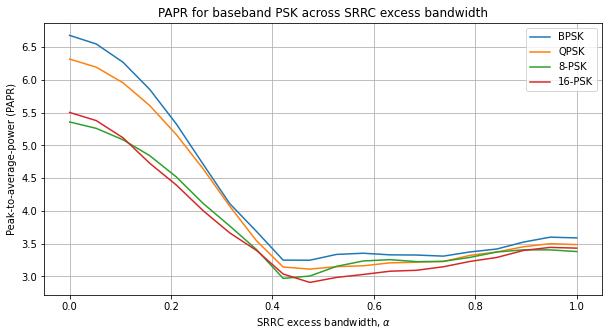 PAPR for baseband PSK across SRRC excess bandwidth
Peak-to-average-power (PAPR)
6.5
6.0
5.5
5.0
4.5
4.0
3.5
3.0
BPSK
QPSK
8-PSK
16-PSK
0.0 0.2 0.4 0.6 0.8 1.0
SRRC excess bandwidth, α